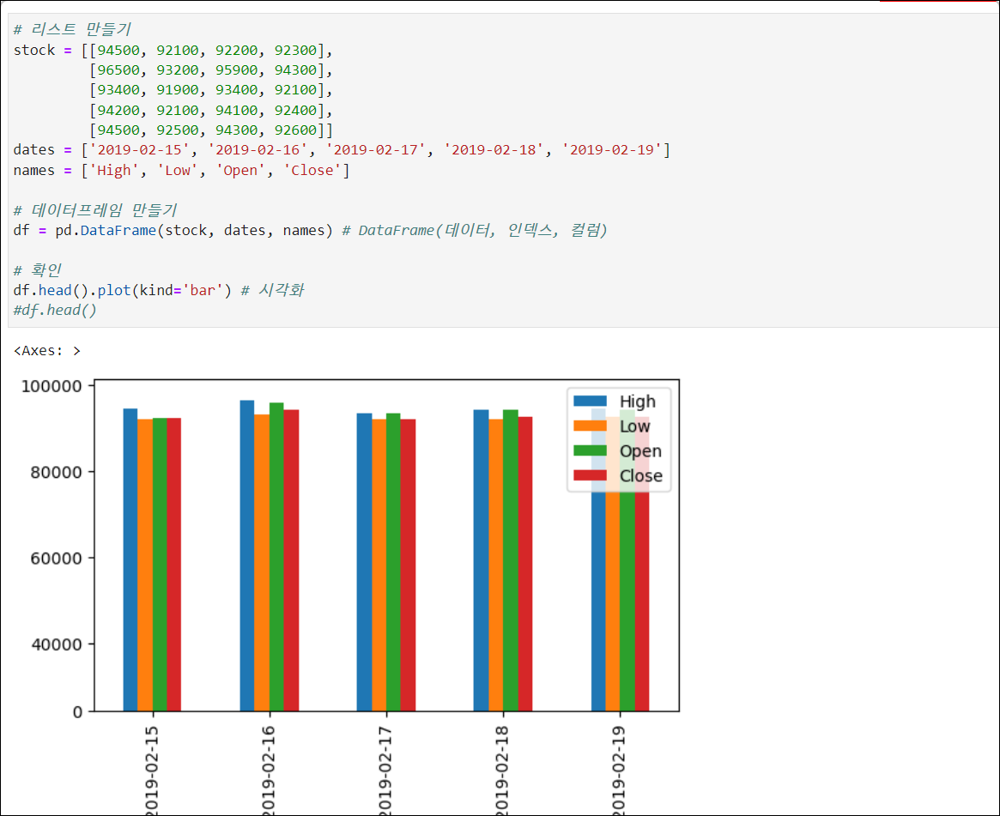 # 리스트 만들기
stock = [[94500, 92100, 92200, 92300],
[96500, 93200, 95900, 94300],
[93400, 91900, 93400, 92100],
[94200, 92100, 94100, 92400],
[94500, 92500, 94300, 92600]]
dates = ['2019-02-15', '2019-02-16', '2019-02-17', '2019-02-18', '2019-02-19']
names = ['High', 'Low', 'Open', 'Close']
# 데이터프레임 만들기
df = pd.DataFrame(stock, dates, names) # DataFrame(데이터, 인덱스, 컬럼)
# 확인
df.head().plot(kind='bar') # 시각화
#df.head()
<Axes: >
100000
80000
60000
40000
0
High
Low
Open
Close
2019-02-15
2019-02-16
2019-02-17
2019-02-18
2019-02-19